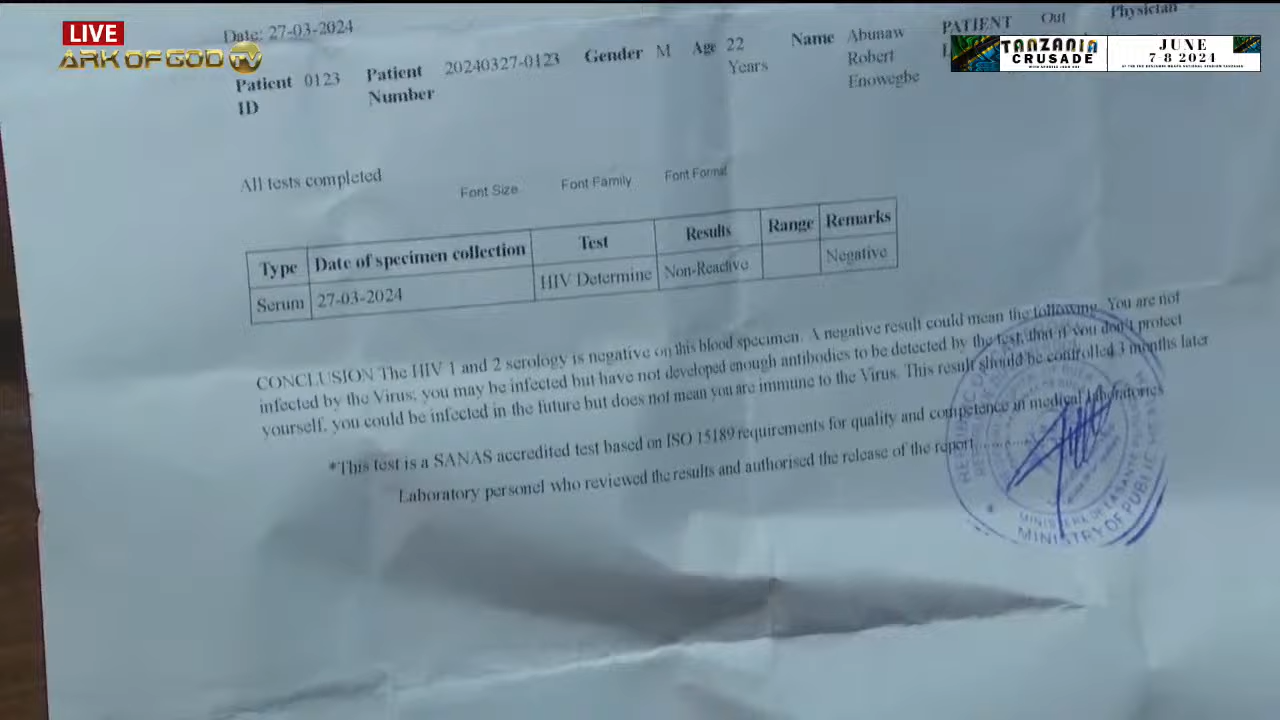 LIVE
ARK OF GOD TV
TANZANIA
CRUSADE
JUNE
7-8 2024
Date: 27-03-2024
Patient ID 0123 Patient Number 20240327-0123 Gender M Age 22 Years Name Abunaw Robert Enowegbe PATIENT Out Physician
All tests completed
Font Size Font Family Font Format
Type Date of specimen collection Test Results Range Remarks
Serum 27-03-2024 HIV Determine Non-Reactive Negative
CONCLUSION The HIV 1 and 2 serology is negative on this blood specimen. A negative result could mean the following. You are not
infected by the Virus; you may be infected but have not developed enough antibodies to be detected by the test, that if you don't protect
yourself, you could be infected in the future but does not mean you are immune to the Virus. This result should be controlled 3 months later
*This test is a SANAS accredited test based on ISO 15189 requirements for quality and competence in medical laboratories
Laboratory personel who reviewed the results and authorised the release of the report
MINISTERE DE LA SANTE
MINISTRY OF PUBLIC